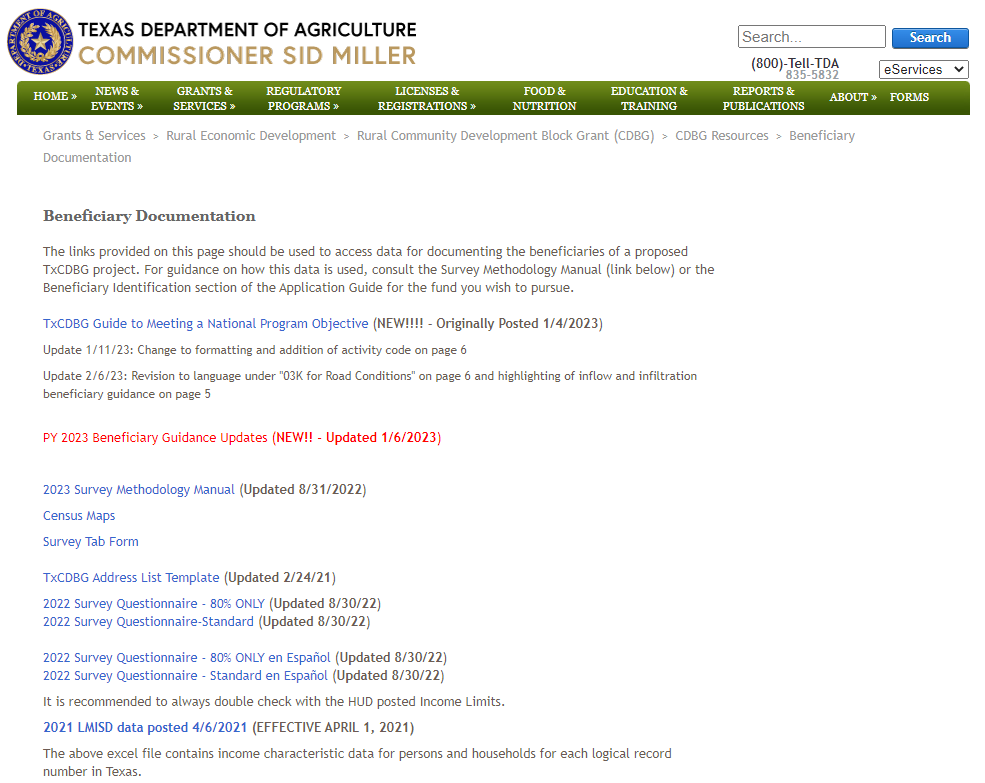 TEXAS DEPARTMENT OF AGRICULTURE
COMMISSIONER SID MILLER
DEPARTMENT OF AGRICULTURE
TEXAS
Search...
Search
(800)-Tell-TDA
835-5832
eServices
HOME »
NEWS &
EVENTS »
GRANTS &
SERVICES »
REGULATORY
PROGRAMS »
LICENSES &
REGISTRATIONS »
FOOD &
NUTRITION
EDUCATION &
TRAINING
REPORTS &
PUBLICATIONS
ABOUT »
FORMS
Grants & Services > Rural Economic Development > Rural Community Development Block Grant (CDBG) > CDBG Resources > Beneficiary
Documentation
Beneficiary Documentation
The links provided on this page should be used to access data for documenting the beneficiaries of a proposed
TxCDBG project. For guidance on how this data is used, consult the Survey Methodology Manual (link below) or the
Beneficiary Identification section of the Application Guide for the fund you wish to pursue.
TxCDBG Guide to Meeting a National Program Objective (NEW!!!! - Originally Posted 1/4/2023)
Update 1/11/23: Change to formatting and addition of activity code on page 6
Update 2/6/23: Revision to language under "03K for Road Conditions" on page 6 and highlighting of inflow and infiltration
beneficiary guidance on page 5
PY 2023 Beneficiary Guidance Updates (NEW!! - Updated 1/6/2023)
2023 Survey Methodology Manual (Updated 8/31/2022)
Census Maps
Survey Tab Form
TxCDBG Address List Template (Updated 2/24/21)
2022 Survey Questionnaire - 80% ONLY (Updated 8/30/22)
2022 Survey Questionnaire-Standard (Updated 8/30/22)
2022 Survey Questionnaire - 80% ONLY en Español (Updated 8/30/22)
2022 Survey Questionnaire - Standard en Español (Updated 8/30/22)
It is recommended to always double check with the HUD posted Income Limits.
2021 LMISD data posted 4/6/2021 (EFFECTIVE APRIL 1, 2021)
The above excel file contains income characteristic data for persons and households for each logical record
number in Texas.